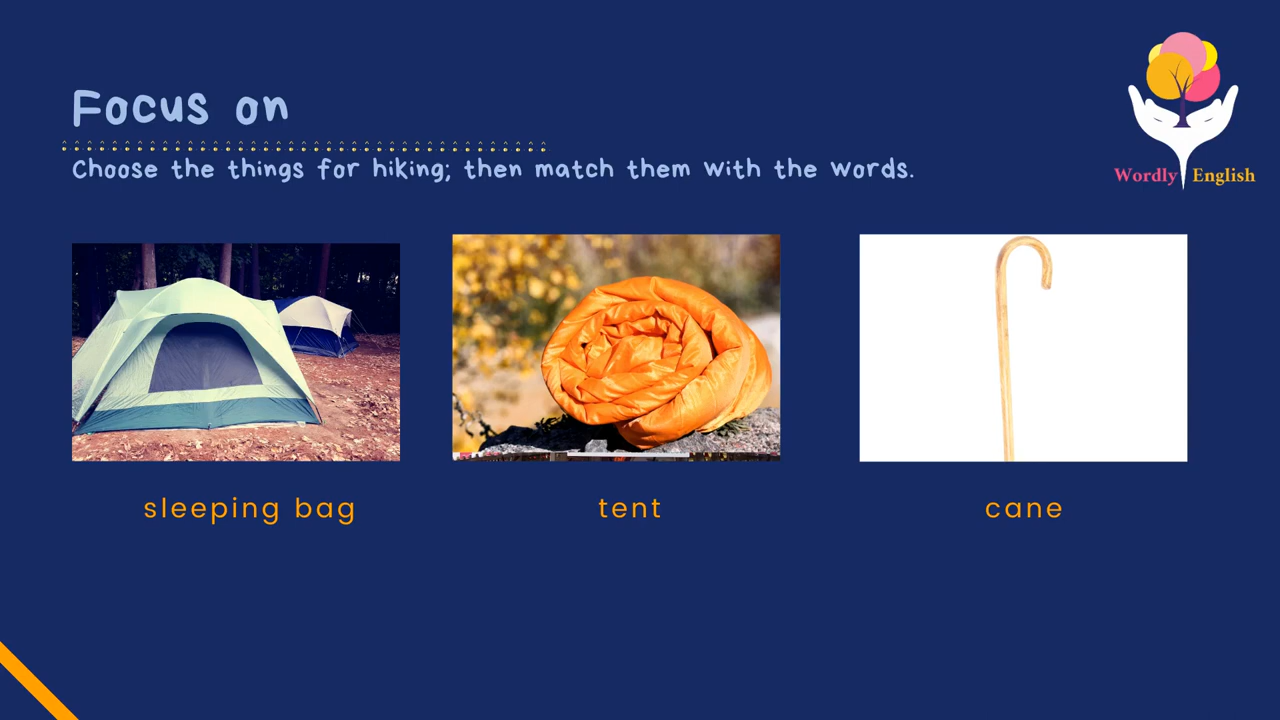 Focus on
Choose the things for hiking; then match them with the words.
Wordly English
sleeping bag
tent
cane